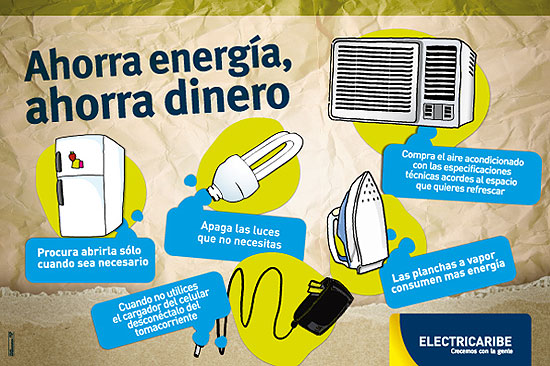 Ahorra energía,
ahorra dinero
Compra el aire acondicionado
con las especificaciones
técnicas acordes al espacio
que quieres refrescar
Procura abrirla sólo
cuando sea necesario
Apaga las luces
que no necesitas
Las planchas a vapor
consumen mas energía
Cuando no utilices
el cargador del celular
desconéctalo del
tomacorriente
ELECTRICARIBE
Crecemos con la gente